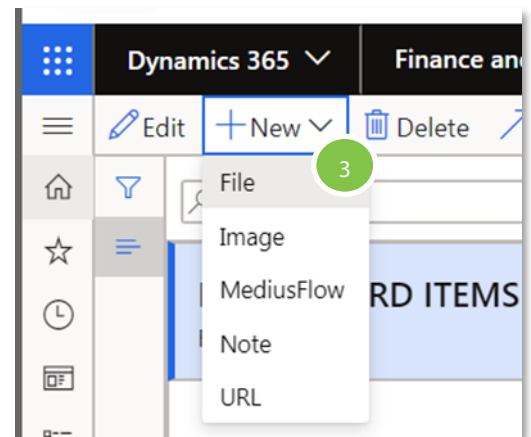 Dynamics 365 Finance and
Edit New Delete
3
File
Image
MediusFlow RD ITEMS
Note
URL